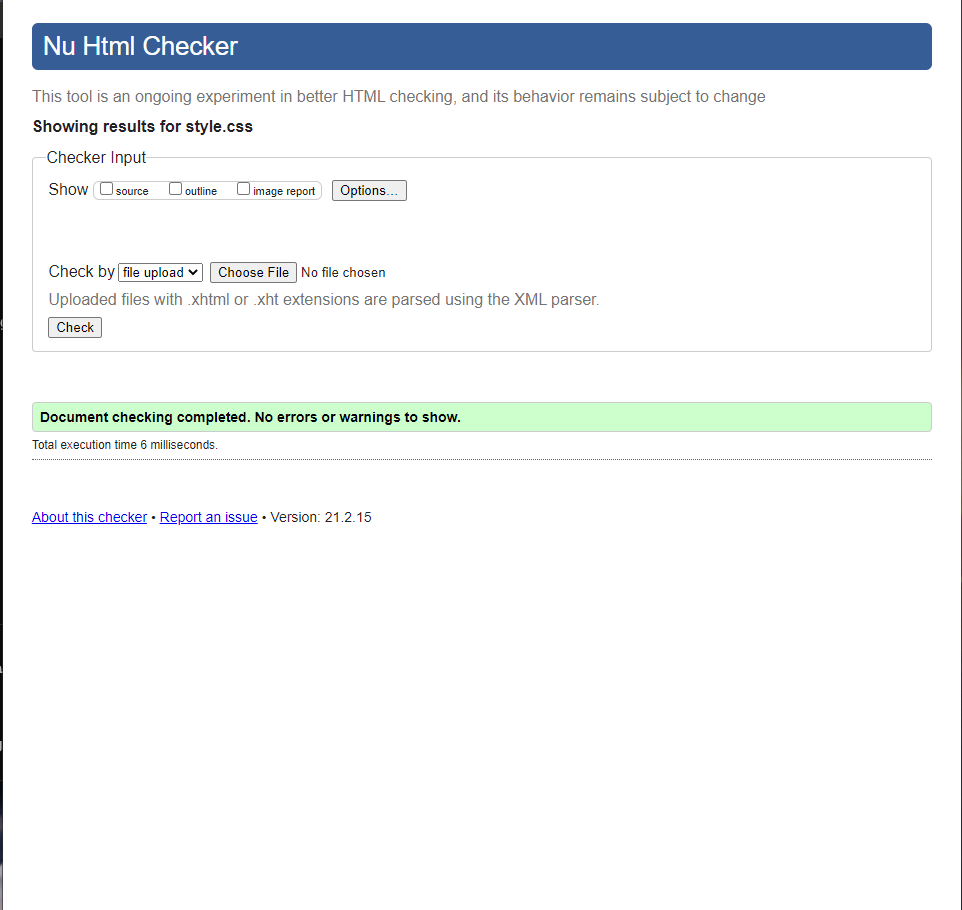 Nu Html Checker
This tool is an ongoing experiment in better HTML checking, and its behavior remains subject to change
Showing results for style.css
Checker Input
Show source outline image report Options...
Check by file upload Choose File No file chosen
Uploaded files with .xhtml or .xht extensions are parsed using the XML parser.
Check
Document checking completed. No errors or warnings to show.
Total execution time 6 milliseconds.
About this checker • Report an issue • Version: 21.2.15